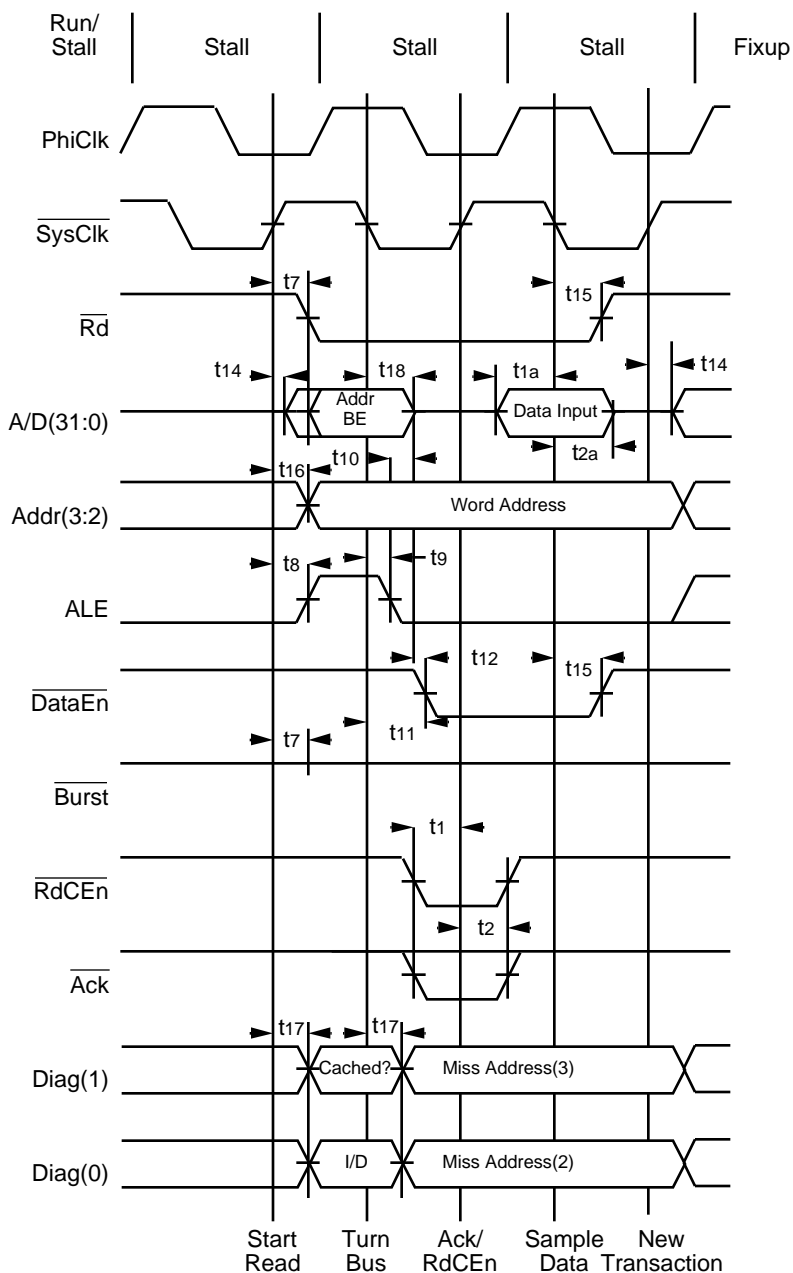 Run/
Stall
Stall
Stall
Stall
Fixup
PhiClk
SysClk
t7
t15
Rd
t14
t18
t1a
t14
Addr
BE
Data Input
A/D(31:0)
t10
t2a
t16
Word Address
Addr(3:2)
t8
t9
ALE
t12
t15
DataEn
t11
t7
Burst
t1
RdCEn
t2
Ack
t17
t17
Cached?
Miss Address(3)
Diag(1)
I/D
Miss Address(2)
Diag(0)
Start
Read
Turn
Bus
Ack/
RdCEn
Sample
Data
New
Transaction